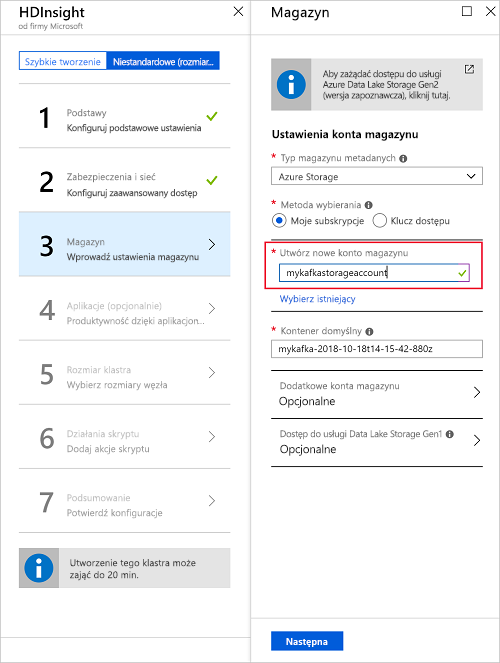 HDInsight
od firmy Microsoft
Szybkie tworzenie
Niestandardowe (rozmiar...
1
Podstawy
Konfiguruj podstawowe ustawienia
2
Zabezpieczenia i sieć
Konfiguruj zaawansowany dostęp
3
Magazyn
Wprowadź ustawienia magazynu
4
Aplikacje (opcjonalnie)
Produktywność dzięki aplikacjon...
5
Rozmiar klastra
Wybierz rozmiary węzła
6
Działania skryptu
Dodaj akcje skryptu
7
Podsumowanie
Potwierdź konfiguracje
Utworzenie tego klastra może
zająć do 20 min.
Magazyn
Aby zażądać dostępu do usługi
Azure Data Lake Storage Gen2
(wersja zapoznawcza), kliknij tutaj.
Ustawienia konta magazynu
* Typ magazynu metadanych
Azure Storage
* Metoda wybierania
Moje subskrypcje
Klucz dostępu
* Utwórz nowe konto magazynu
mykafkastorageaccount
Wybierz istniejący
* Kontener domyślny
mykafka-2018-10-18t14-15-42-880z
Dodatkowe konta magazynu
Opcjonalne
Dostęp do usługi Data Lake Storage Gen1
Opcjonalne
Następna